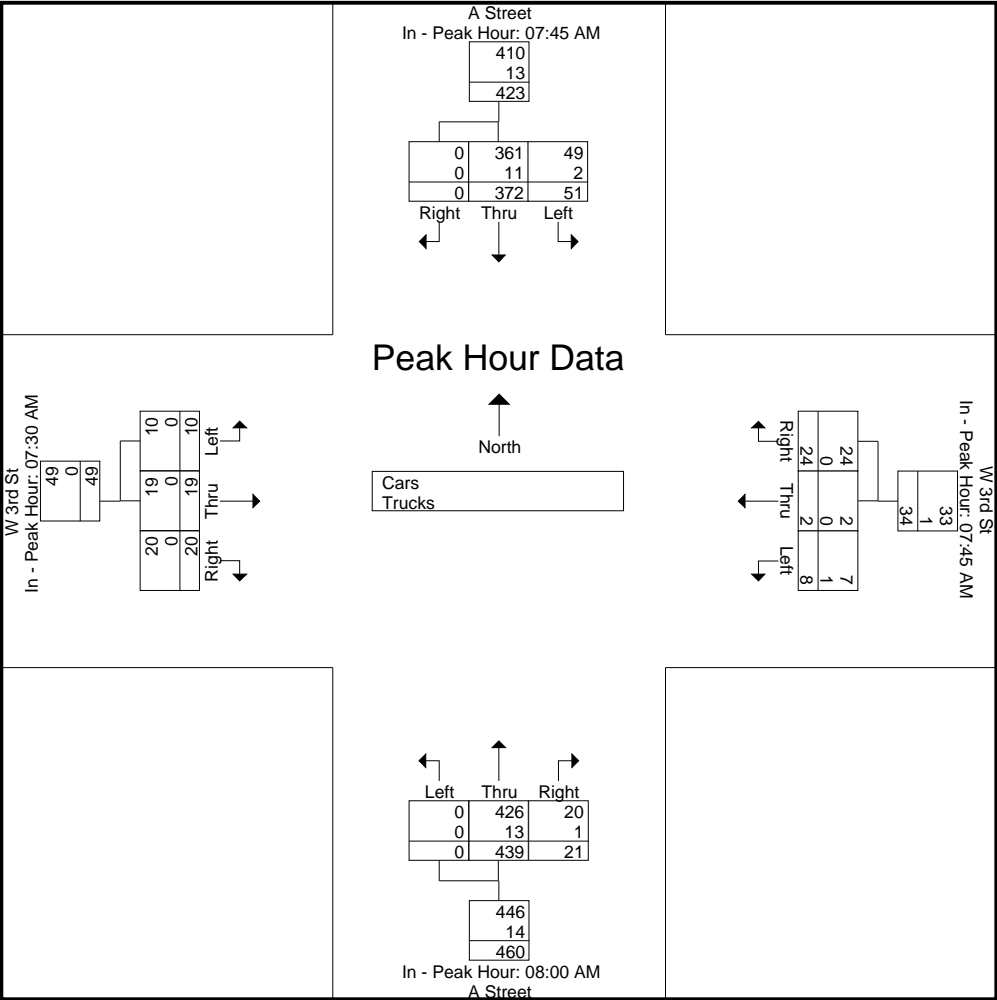 A Street
In - Peak Hour: 07:45 AM
410
13
423
0 361 49
0 11 2
0 372 51
Right Thru Left
Peak Hour Data
North
Cars
Trucks
W 3rd St
In - Peak Hour: 07:30 AM
49
0
49
10 0 10
19 0 19
20 0 20
Left
Thru
Right
Right
Thru
Left
24 0 24
2 0 2
8 1 7
33
1
34
In - Peak Hour: 07:45 AM
W 3rd St
Left Thru Right
0 426 20
0 13 1
0 439 21
446
14
460
In - Peak Hour: 08:00 AM
A Street